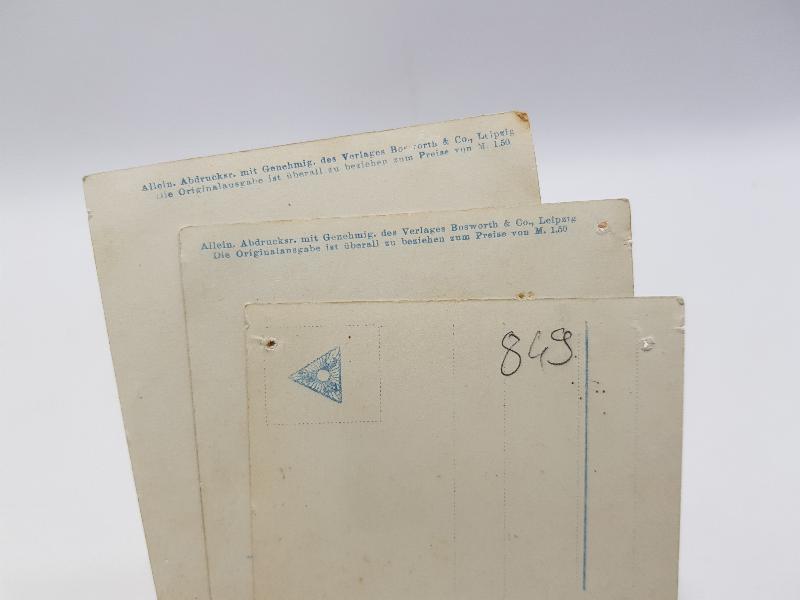 Allein. Abdrucksr. mit Genehmig. des Verlages Bosworth & Co., Leipzig
Die Originalausgabe ist überall zu beziehen zum Preise von M. 1.50
Allein. Abdrucksr. mit Genehmig. des Verlages Bosworth & Co., Leipzig
Die Originalausgabe ist überall zu beziehen zum Preise von M. 1.50
849